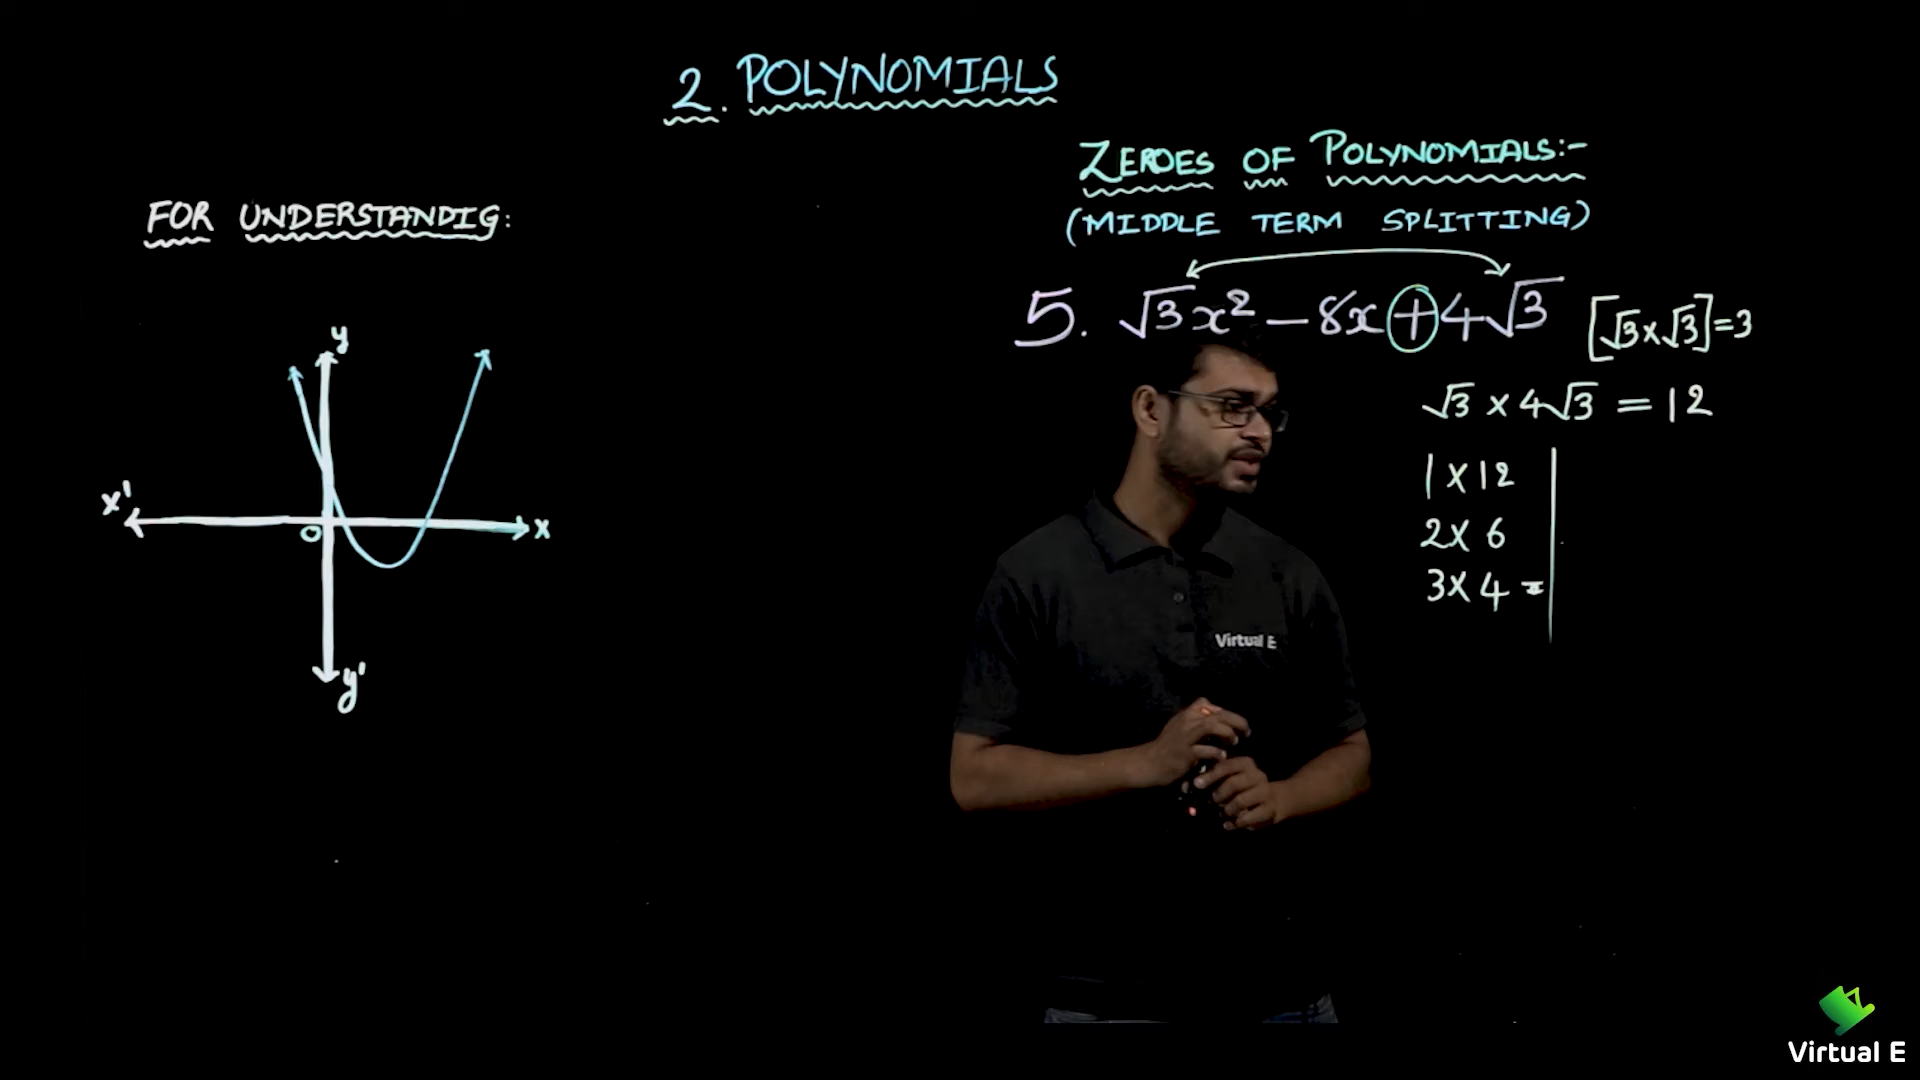 2. POLYNOMIALS
ZEROES OF POLYNOMIALS:-
(MIDDLE TERM SPLITTING)
FOR UNDERSTANDIG:
5. √3x² - 8x + 4√3 [√3×√3]=3
√3 × 4√3 = 12
1 × 12
2 × 6
3 × 4 =
y
x'
O
x
y'
Virtual E
Virtual E